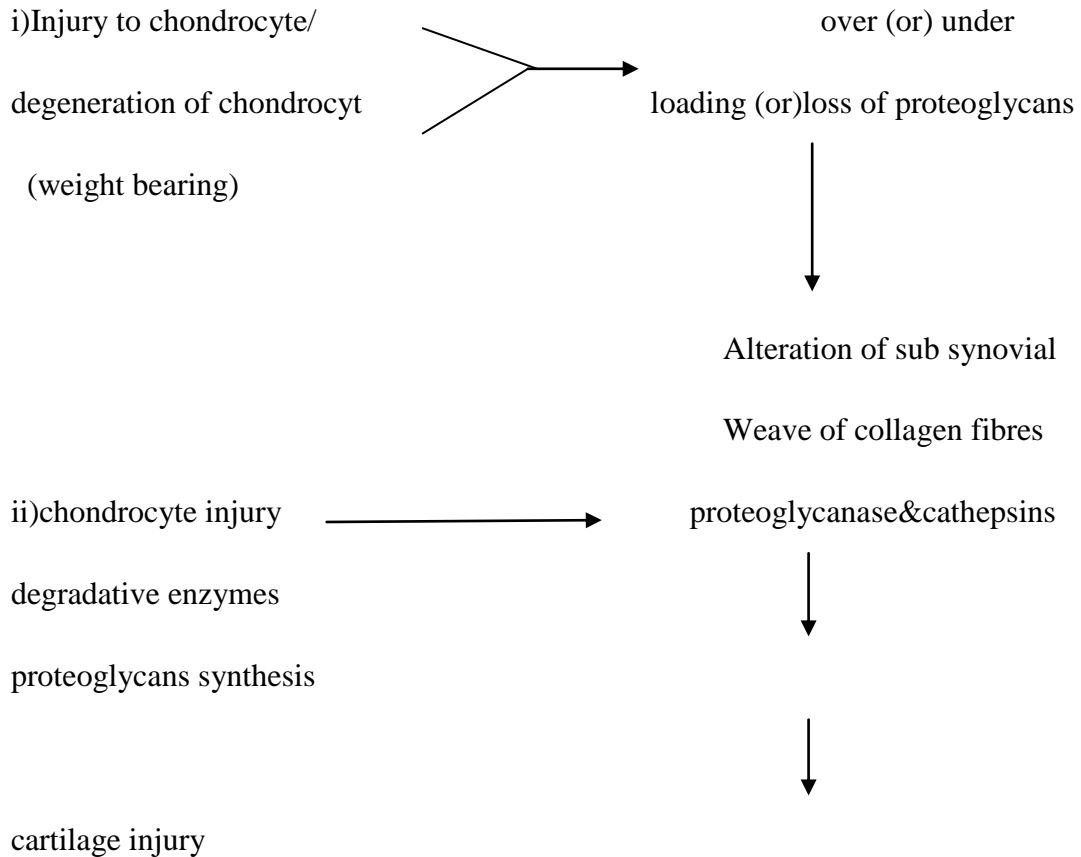 i)Injury to chondrocyte/ over (or) under
degeneration of chondrocyt loading (or)loss of proteoglycans
(weight bearing)
Alteration of sub synovial
Weave of collagen fibres
ii)chondrocyte injury proteoglycanase&cathepsins
degradative enzymes
proteoglycans synthesis
cartilage injury